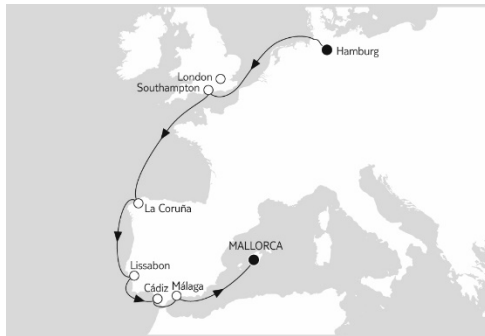 Hamburg
London
Southampton
La Coruña
MALLORCA
Lissabon
Cádiz
Málaga